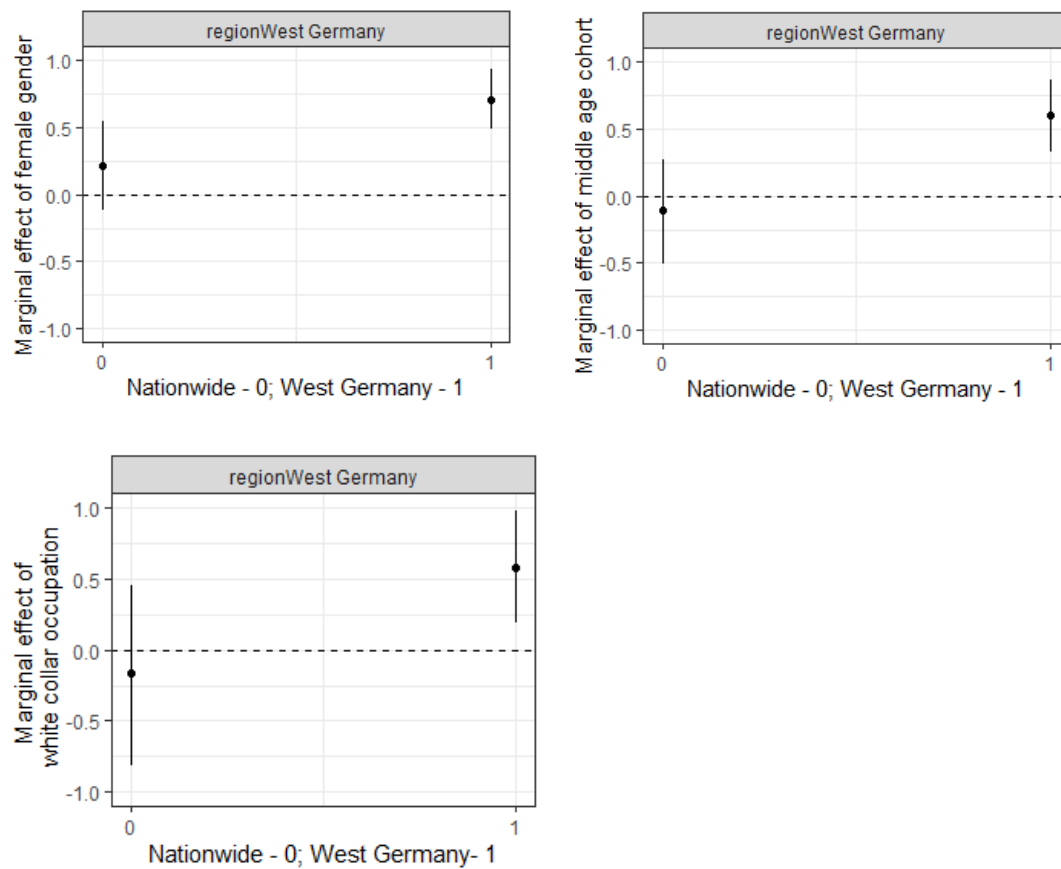 regionWest Germany
Marginal effect of female gender
1.0
0.5
0.0
-0.5
-1.0
0
1
Nationwide - 0; West Germany - 1
regionWest Germany
Marginal effect of middle age cohort
1.0
0.5
0.0
-0.5
-1.0
0
1
Nationwide - 0; West Germany - 1
regionWest Germany
Marginal effect of
white collar occupation
1.0
0.5
0.0
-0.5
-1.0
0
1
Nationwide - 0; West Germany- 1